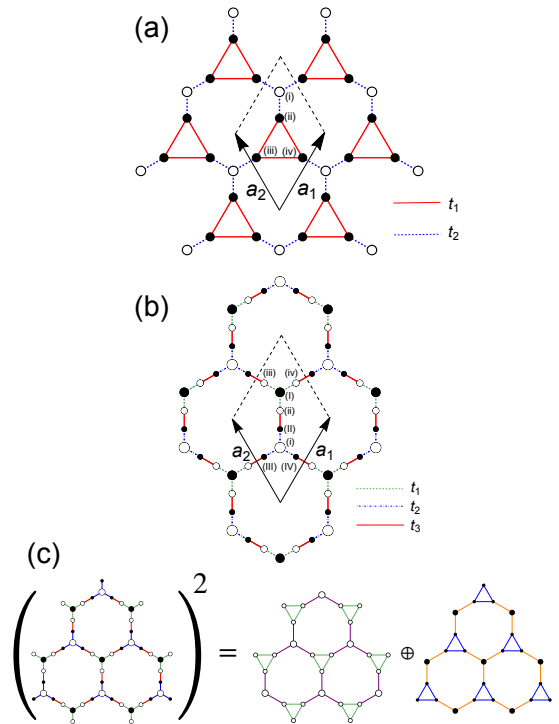 (a)
(i)
(ii)
(iii) (iv)
a2 a1
t1
t2
(b)
(iii) (iv)
(I)
(ii)
(II)
(i)
a2 a1
(III) (IV)
t1
t2
t3
(c)
( )2 = ⊕